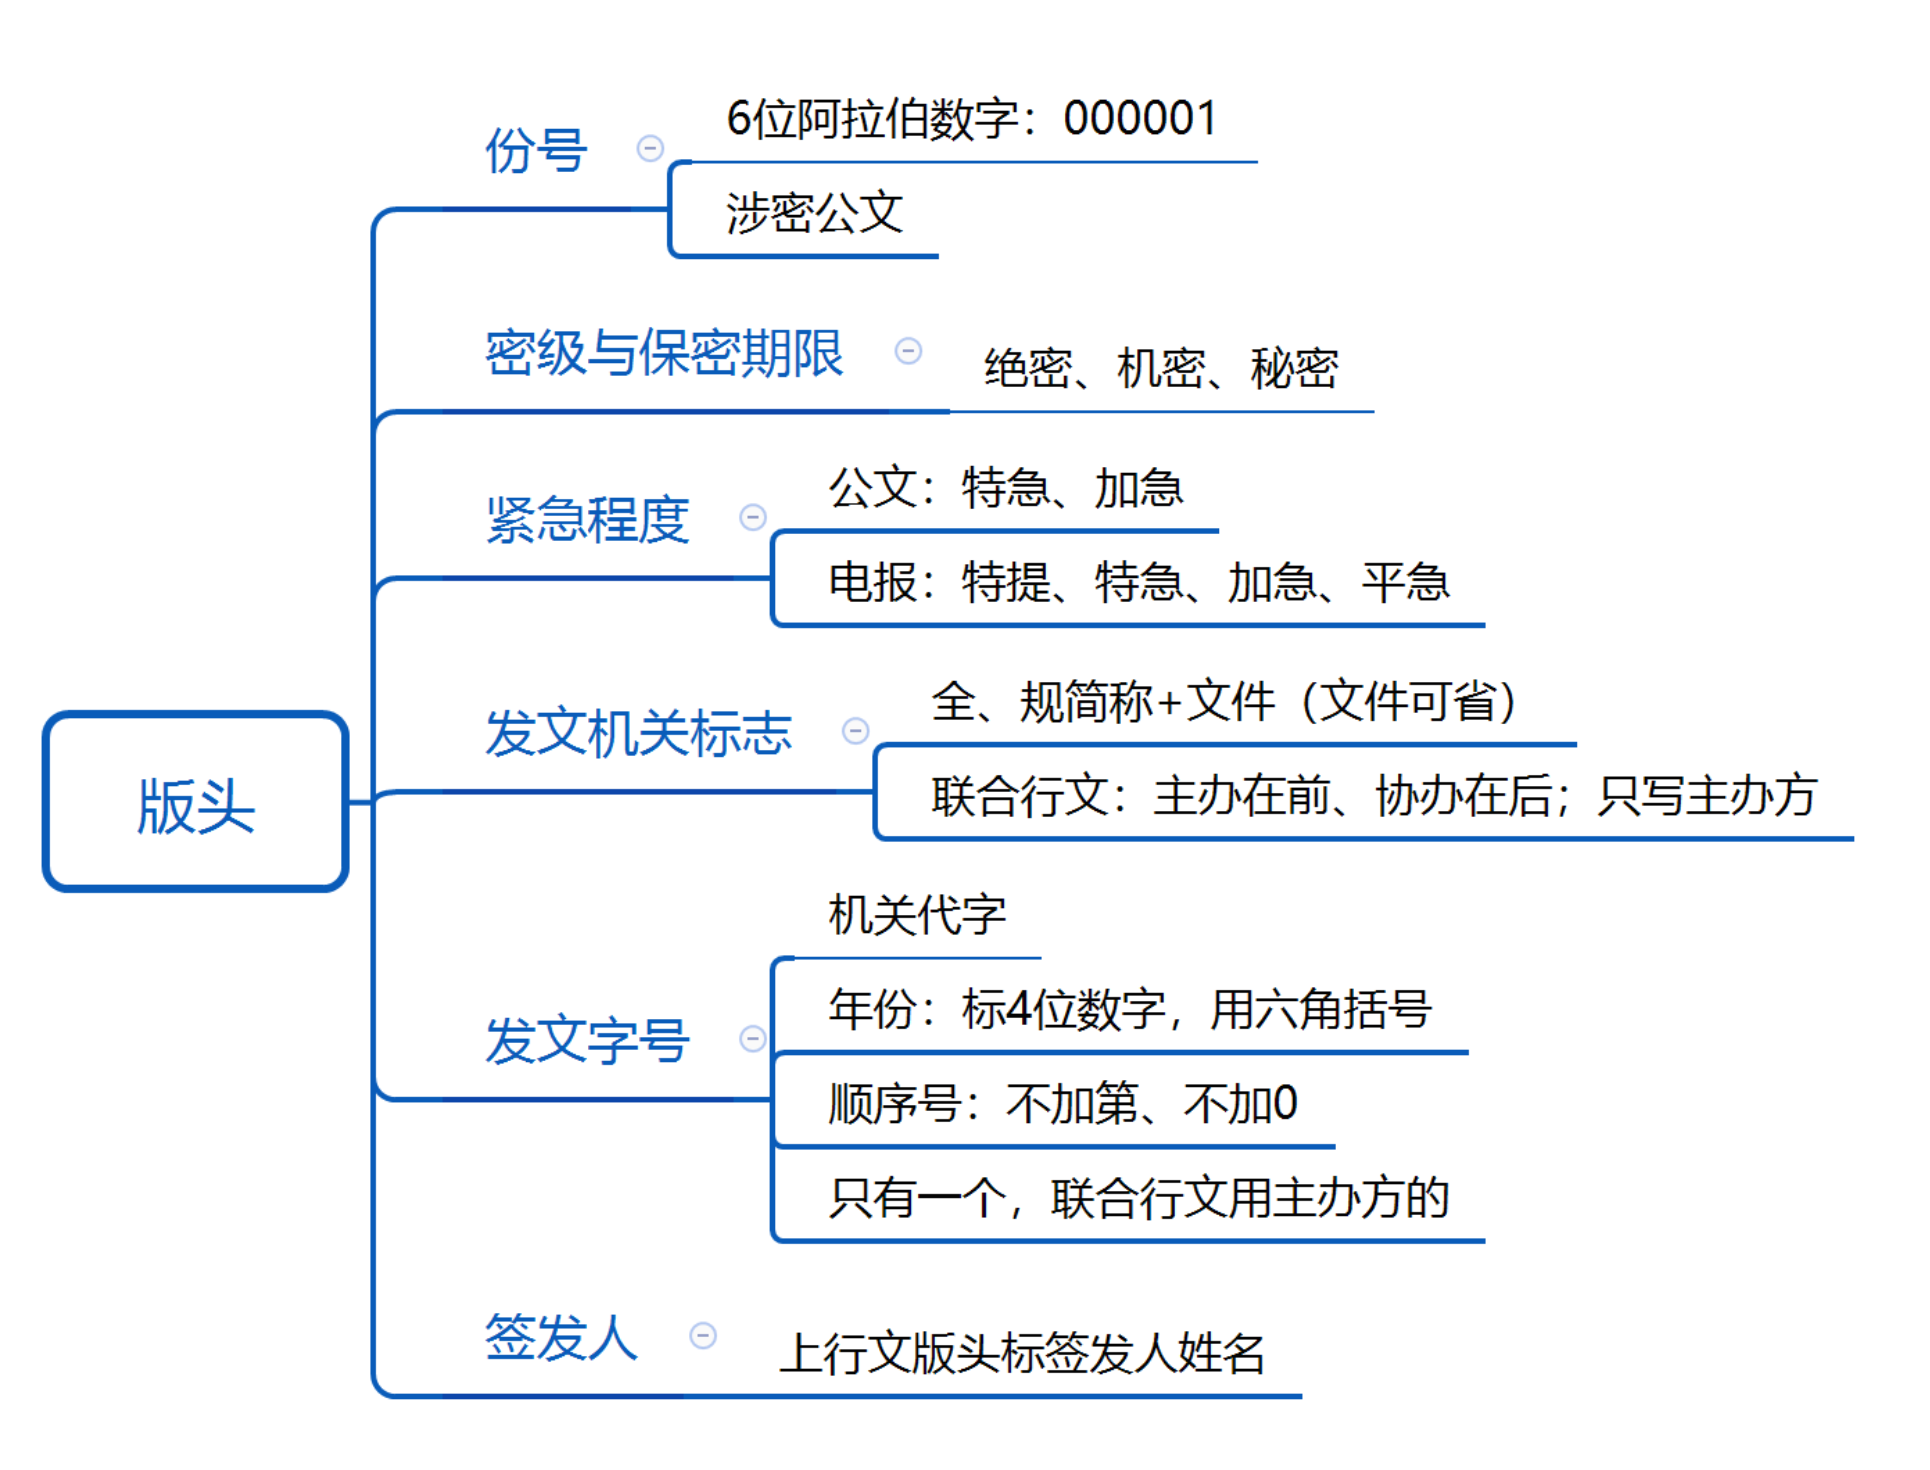 版头
份号
6位阿拉伯数字：000001
涉密公文
密级与保密期限
绝密、机密、秘密
紧急程度
公文：特急、加急
电报：特提、特急、加急、平急
发文机关标志
全、规简称+文件（文件可省）
联合行文：主办在前、协办在后；只写主办方
发文字号
机关代字
年份：标4位数字，用六角括号
顺序号：不加第、不加0
只有一个，联合行文用主办方的
签发人
上行文版头标签发人姓名